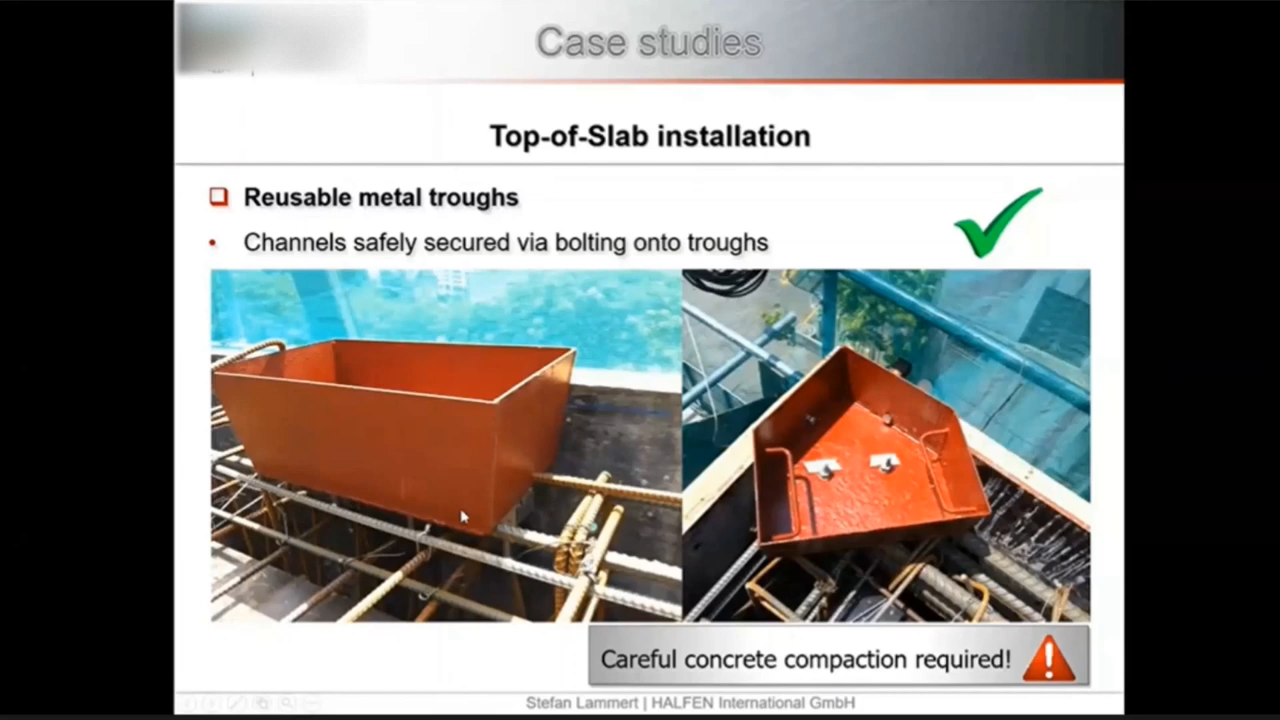 Case studies
Top-of-Slab installation
Reusable metal troughs
Channels safely secured via bolting onto troughs
Careful concrete compaction required!
Stefan Lammert | HALFEN International GmbH